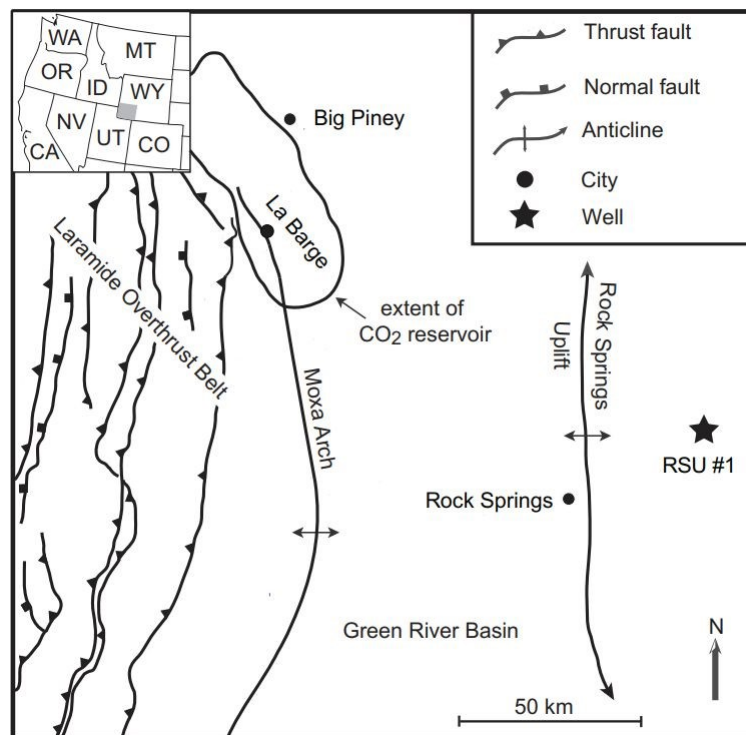 WA
MT
OR
ID
WY
NV
UT
CO
CA
Thrust fault
Normal fault
Anticline
City
Well
Big Piney
La Barge
Laramide Overthrust Belt
extent of
CO2 reservoir
Moxa Arch
Rock Springs
Uplift
RSU #1
Rock Springs
Green River Basin
N
50 km